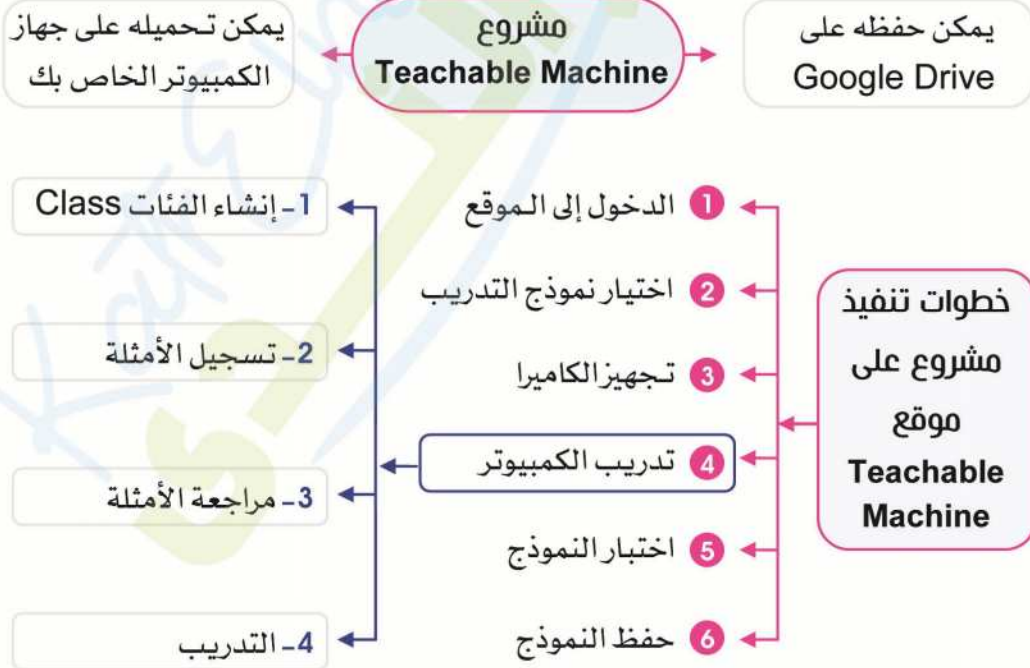 يمكن حفظه على
Google Drive
مشروع
Teachable Machine
يمكن تحميله على جهاز
الكمبيوتر الخاص بك
خطوات تنفيذ
مشروع على
موقع
Teachable
Machine
1 الدخول إلى الموقع
2 اختيار نموذج التدريب
3 تجهيز الكاميرا
4 تدريب الكمبيوتر
5 اختبار النموذج
6 حفظ النموذج
1- إنشاء الفئات Class
2- تسجيل الأمثلة
3- مراجعة الأمثلة
4- التدريب